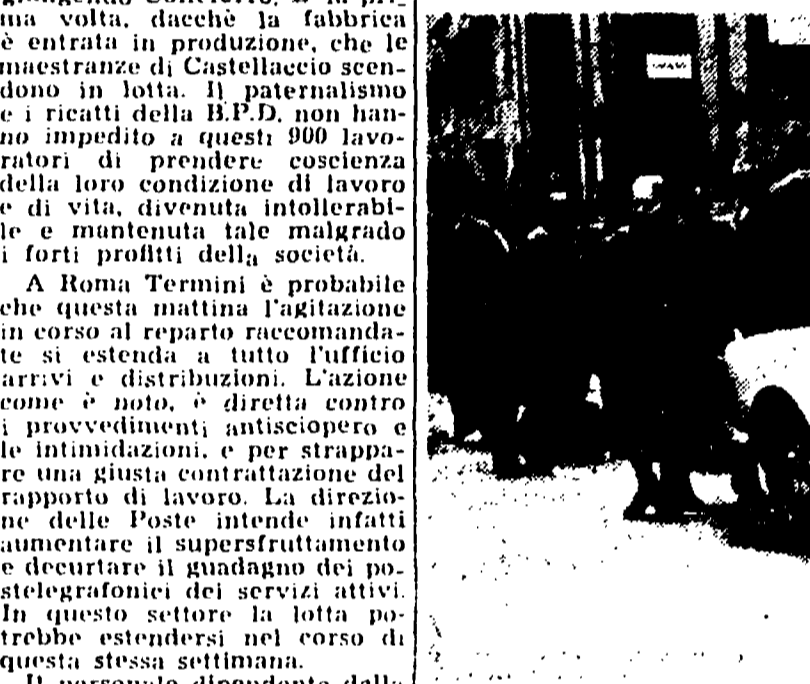 ma volta, dacchè la fabbrica
è entrata in produzione, che le
maestranze di Castellaccio scen-
dono in lotta. Il paternalismo
e i ricatti della B.P.D. non han-
no impedito a questi 900 lavo-
ratori di prendere coscienza
della loro condizione di lavoro
e di vita, divenuta intollerabi-
le e mantenuta tale malgrado
i forti profitti della società.
A Roma Termini è probabile
che questa mattina l'agitazione
in corso al reparto raccomanda-
te si estenda a tutto l'ufficio
arrivi e distribuzioni. L'azione
come è noto, è diretta contro
i provvedimenti antisciopero e
le intimidazioni, e per strappa-
re una giusta contrattazione del
rapporto di lavoro. La direzio-
ne delle Poste intende infatti
aumentare il supersfruttamento
e decurtare il guadagno dei po-
stelegrafonici dei servizi attivi.
In questo settore la lotta po-
trebbe estendersi nel corso di
questa stessa settimana.
Il personale dipendente dalla